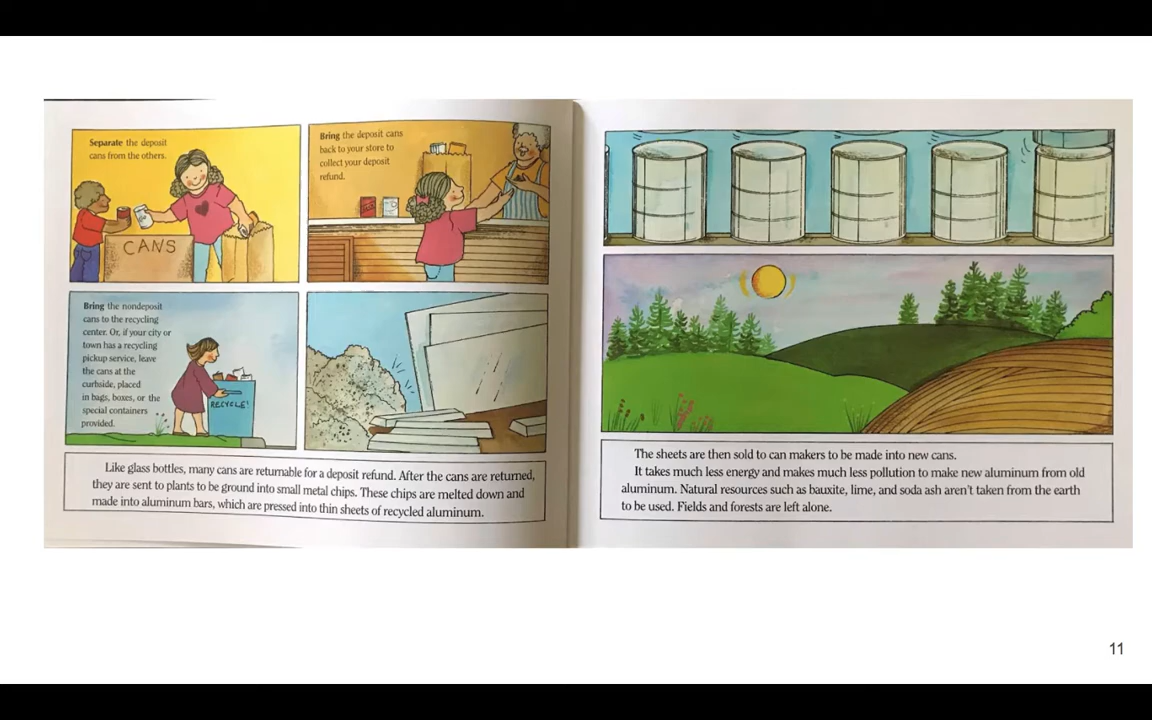 Separate the deposit
cans from the others.
CANS
Bring the deposit cans
back to your store to
collect your deposit
refund.
Bring the nondeposit
cans to the recycling
center. Or, if your city or
town has a recycling
pickup service, leave
the cans at the
curbside, placed
in bags, boxes, or the
special containers
provided.
RECYCLE!
Like glass bottles, many cans are returnable for a deposit refund. After the cans are returned,
they are sent to plants to be ground into small metal chips. These chips are melted down and
made into aluminum bars, which are pressed into thin sheets of recycled aluminum.
The sheets are then sold to can makers to be made into new cans.
It takes much less energy and makes much less pollution to make new aluminum from old
aluminum. Natural resources such as bauxite, lime, and soda ash aren't taken from the earth
to be used. Fields and forests are left alone.
11